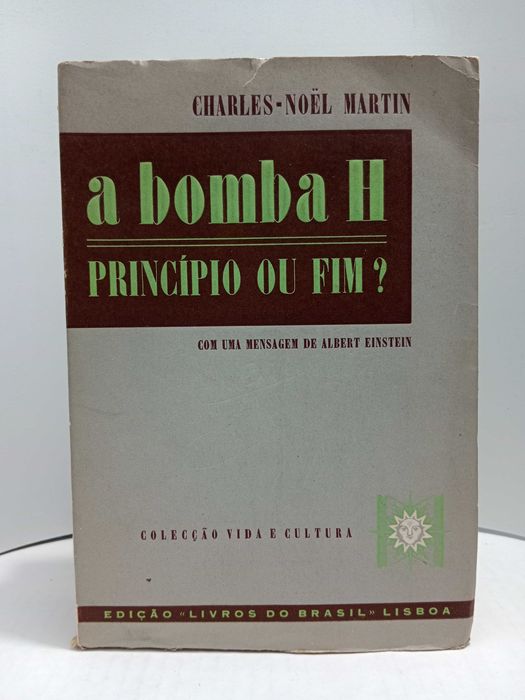 CHARLES-NOËL MARTIN
a bomba H
PRINCÍPIO OU FIM?
COM UMA MENSAGEM DE ALBERT EINSTEIN
COLECÇÃO VIDA E CULTURA
EDIÇÃO «LIVROS DO BRASIL» LISBOA